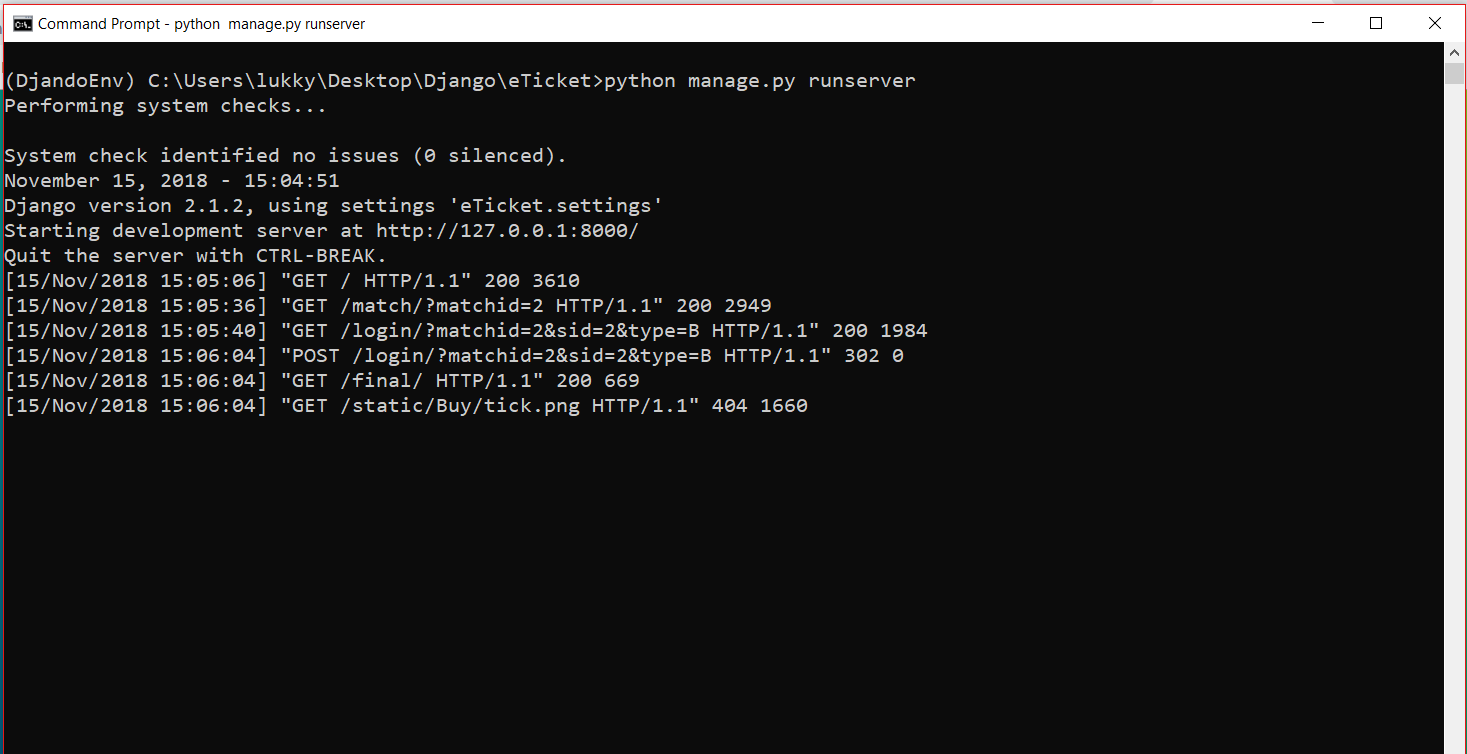 Command Prompt - python  manage.py runserver
(DjandoEnv) C:\Users\lukky\Desktop\Django\eTicket>python manage.py runserver
Performing system checks...
System check identified no issues (0 silenced).
November 15, 2018 - 15:04:51
Django version 2.1.2, using settings 'eTicket.settings'
Starting development server at http://127.0.0.1:8000/
Quit the server with CTRL-BREAK.
[15/Nov/2018 15:05:06] "GET / HTTP/1.1" 200 3610
[15/Nov/2018 15:05:36] "GET /match/?matchid=2 HTTP/1.1" 200 2949
[15/Nov/2018 15:05:40] "GET /login/?matchid=2&sid=2&type=B HTTP/1.1" 200 1984
[15/Nov/2018 15:06:04] "POST /login/?matchid=2&sid=2&type=B HTTP/1.1" 302 0
[15/Nov/2018 15:06:04] "GET /final/ HTTP/1.1" 200 669
[15/Nov/2018 15:06:04] "GET /static/Buy/tick.png HTTP/1.1" 404 1660